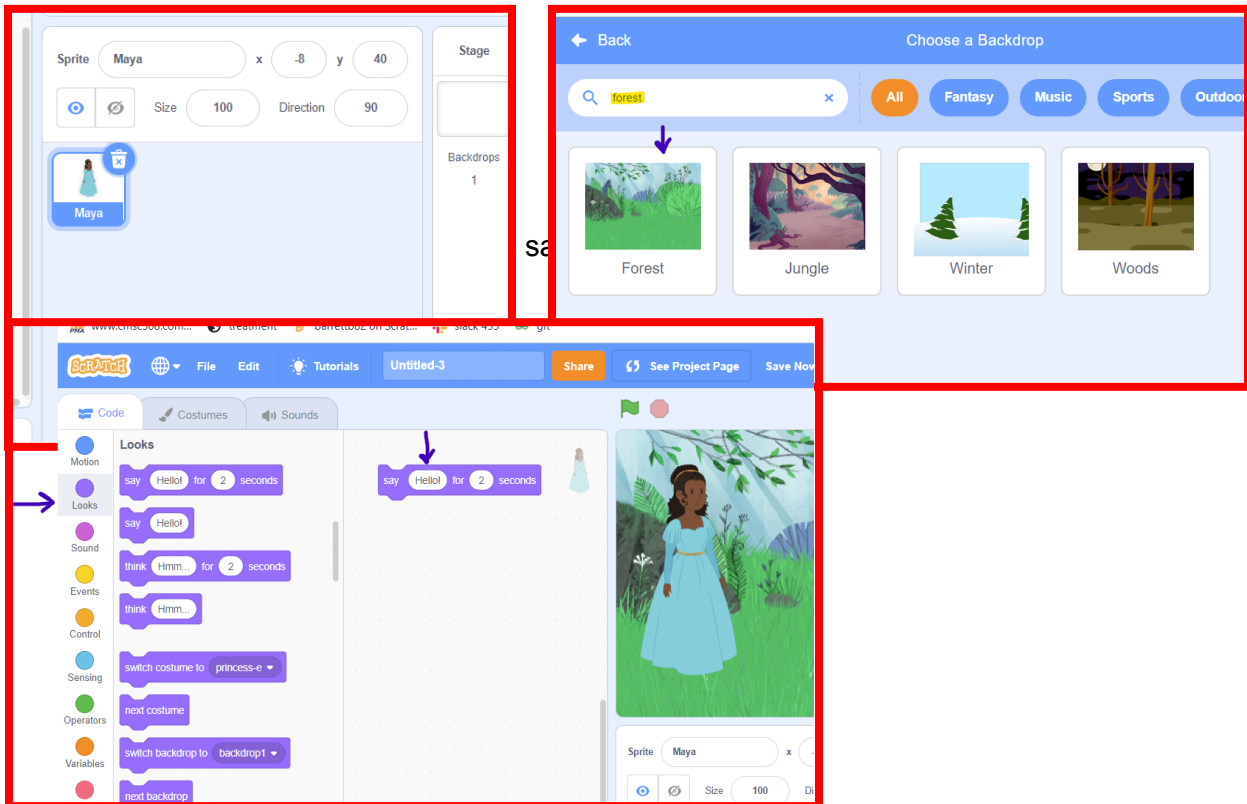 Sprite Maya x -8 y 40
Size 100 Direction 90
Maya
Stage
Backdrops
1
Back Choose a Backdrop
forest
All Fantasy Music Sports
Forest Jungle Winter Woods
sa
SCRATCH File Edit Tutorials Untitled-3 Share See Project Page Save Now
Code Costumes Sounds
Motion
Looks
Sound
Events
Control
Sensing
Operators
Variables
Looks
say Hello! for 2 seconds
say Hello!
think Hmm... for 2 seconds
think Hmm...
switch costume to princess-e
next costume
switch backdrop to backdrop1
next backdrop
say Hello! for 2 seconds
Sprite Maya x
Size 100